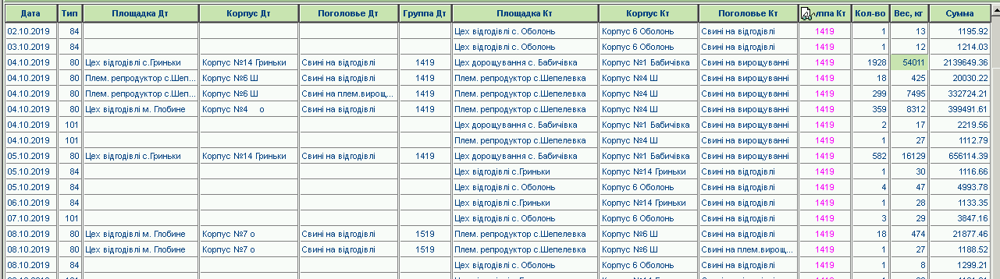 Дата Тип Площадка Дт Корпус Дт Поголовье Дт Группа Дт Площадка Кт Корпус Кт Поголовье Кт уппа Кт Кол-во Вес, кг Сумма
02.10.2019 84 Цех відгодівлі с. Оболонь Корпус 6 Оболонь Свині на відгодівлі 1419 1 13 1195.92
03.10.2019 84 Цех відгодівлі с. Оболонь Корпус 6 Оболонь Свині на відгодівлі 1419 1 12 1214.03
04.10.2019 80 Цех відгодівлі с.Гриньки Корпус №14 Гриньки Свині на відгодівлі 1419 Цех дорощування с. Бабичівка Корпус №1 Бабичівка Свині на вирощуванні 1419 1928 54011 2139649.36
04.10.2019 80 Плем. репродуктор с.Шеп... Корпус №6 Ш Свині на відгодівлі 1419 Плем. репродуктор с.Шепелевка Корпус №4 Ш Свині на вирощуванні 1419 18 425 20030.22
04.10.2019 80 Плем. репродуктор с.Шеп... Корпус №6 Ш Свині на плем.вирощ... 1419 Плем. репродуктор с.Шепелевка Корпус №4 Ш Свині на вирощуванні 1419 299 7495 332724.21
04.10.2019 80 Цех відгодівлі м. Глобине Корпус №4 о Свині на відгодівлі 1419 Плем. репродуктор с.Шепелевка Корпус №4 Ш Свині на вирощуванні 1419 359 8312 399491.61
04.10.2019 101 Цех дорощування с. Бабичівка Корпус №1 Бабичівка Свині на вирощуванні 1419 2 17 2219.56
04.10.2019 101 Плем. репродуктор с.Шепелевка Корпус №4 Ш Свині на вирощуванні 1419 1 27 1112.79
05.10.2019 80 Цех відгодівлі с.Гриньки Корпус №14 Гриньки Свині на відгодівлі 1419 Цех дорощування с. Бабичівка Корпус №1 Бабичівка Свині на вирощуванні 1419 582 16129 656114.39
05.10.2019 84 Цех відгодівлі с.Гриньки Корпус №14 Гриньки Свині на відгодівлі 1419 1 30 1116.66
05.10.2019 84 Цех відгодівлі с. Оболонь Корпус 6 Оболонь Свині на відгодівлі 1419 4 47 4993.78
06.10.2019 84 Цех відгодівлі с.Гриньки Корпус №14 Гриньки Свині на відгодівлі 1419 1 28 1133.35
07.10.2019 101 Цех відгодівлі с. Оболонь Корпус 6 Оболонь Свині на відгодівлі 1419 3 29 3847.16
08.10.2019 80 Цех відгодівлі м. Глобине Корпус №7 о Свині на відгодівлі 1519 Плем. репродуктор с.Шепелевка Корпус №6 Ш Свині на відгодівлі 1419 18 474 21877.46
08.10.2019 80 Цех відгодівлі м. Глобине Корпус №7 о Свині на відгодівлі 1519 Плем. репродуктор с.Шепелевка Корпус №6 Ш Свині на плем.вирощ... 1419 1 27 1188.52
08.10.2019 84 Цех відгодівлі с. Оболонь Корпус 6 Оболонь Свині на відгодівлі 1419 1 8 1299.21